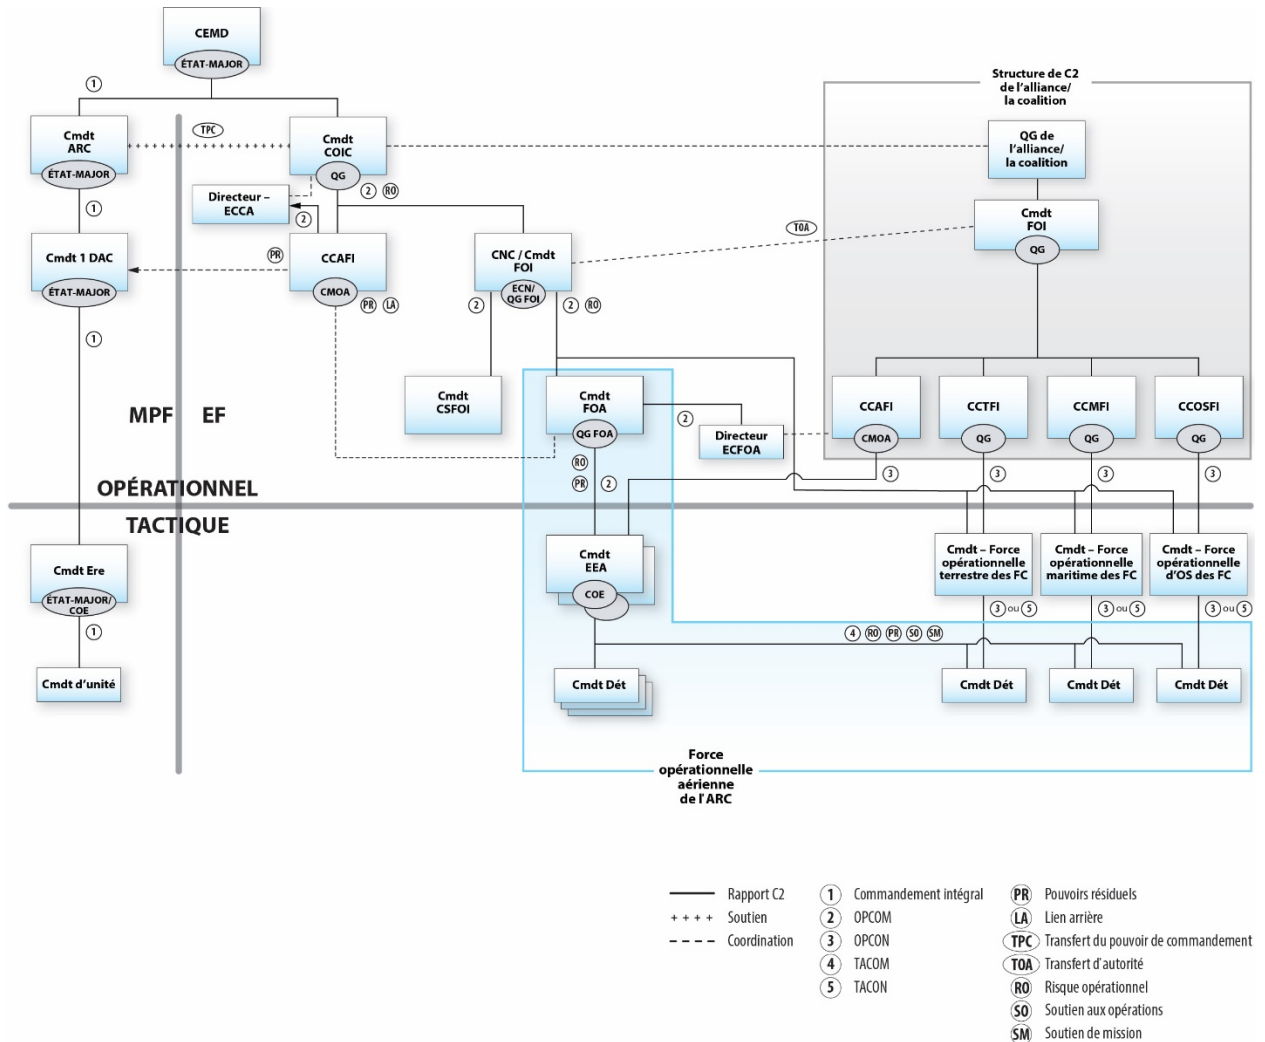 CEMD
ÉTAT-MAJOR
1
Structure de C2
de l'alliance/
la coalition
Cmdt
ARC
ÉTAT-MAJOR
TPC
Cmdt
COIC
QG
QG de
l'alliance/
la coalition
2 RO
Directeur –
ECCA
2
1
Cmdt
FOI
QG
TOA
Cmdt 1 DAC
ÉTAT-MAJOR
PR
CCAFI
CMOA
PR LA
CNC / Cmdt
FOI
ECN/
QG FOI
2
2 RO
1
Cmdt
CSFOI
Cmdt
FOA
QG FOA
2
Directeur
ECFOA
CCAFI
CMOA
CCTFI
QG
CCMFI
QG
CCOSFI
QG
MPF EF
RO
PR 2
3
3
3
3
OPÉRATIONNEL
TACTIQUE
Cmdt Ere
ÉTAT-MAJOR/
COE
1
Cmdt
EEA
COE
Cmdt – Force
opérationnelle
terrestre des FC
Cmdt – Force
opérationnelle
maritime des FC
Cmdt – Force
opérationnelle
d'OS des FC
3 ou 5
3 ou 5
3 ou 5
4 RO PR SO SM
Cmdt d'unité
Cmdt Dét
Cmdt Dét
Cmdt Dét
Cmdt Dét
Force
opérationnelle
aérienne
de l'ARC
Rapport C2
Soutien
Coordination
1 Commandement intégral
2 OPCOM
3 OPCON
4 TACOM
5 TACON
PR Pouvoirs résiduels
LA Lien arrière
TPC Transfert du pouvoir de commandement
TOA Transfert d'autorité
RO Risque opérationnel
SO Soutien aux opérations
SM Soutien de mission